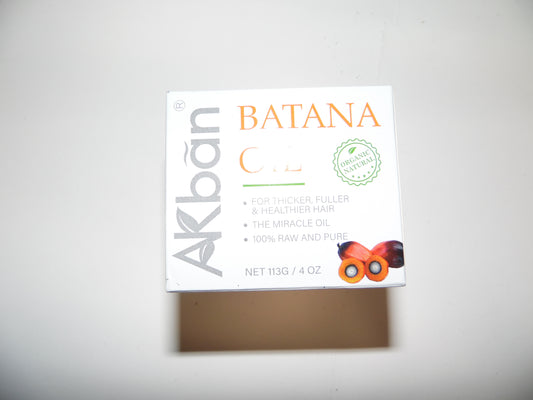 AKbān®
BATANA
OIL
ORGANIC
NATURAL
• FOR THICKER, FULLER
& HEALTHIER HAIR
• THE MIRACLE OIL
• 100% RAW AND PURE
NET 113G / 4 OZ